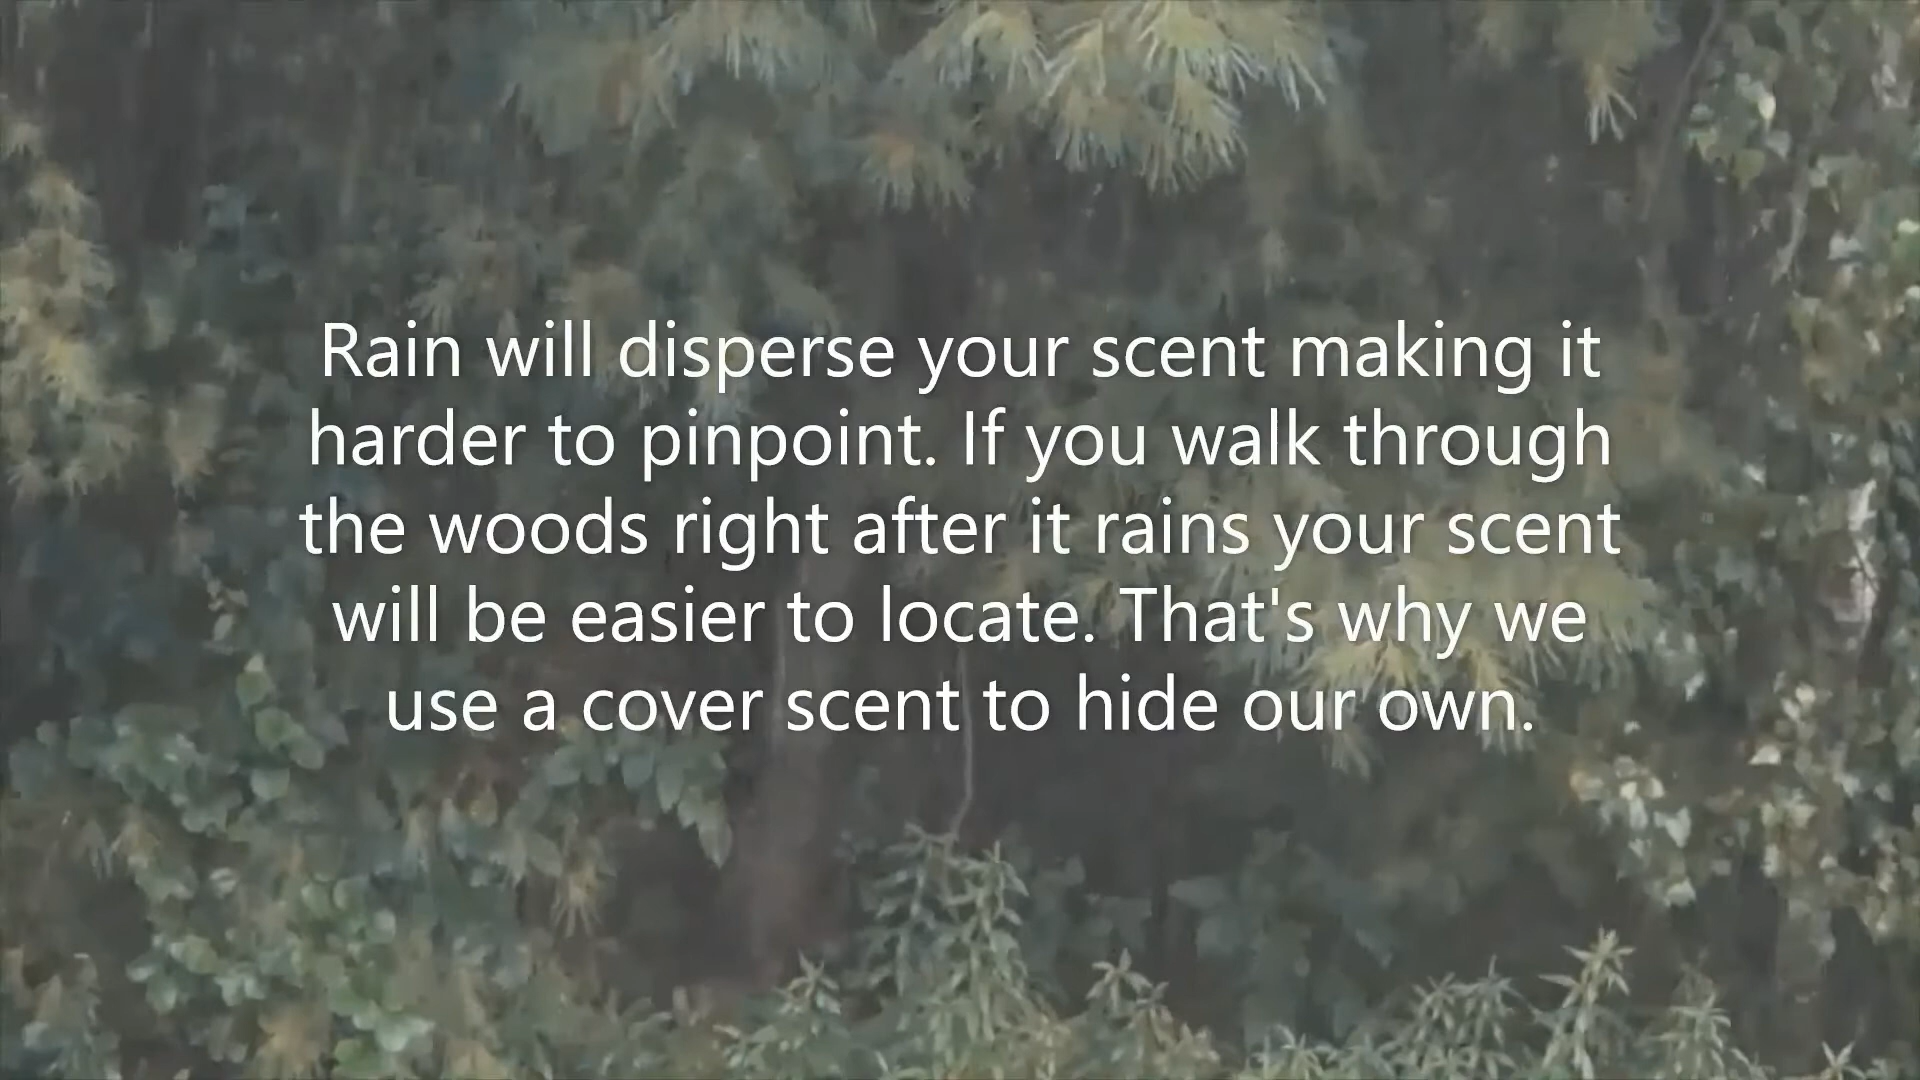 Rain will disperse your scent making it
harder to pinpoint. If you walk through
the woods right after it rains your scent
will be easier to locate. That's why we
use a cover scent to hide our own.